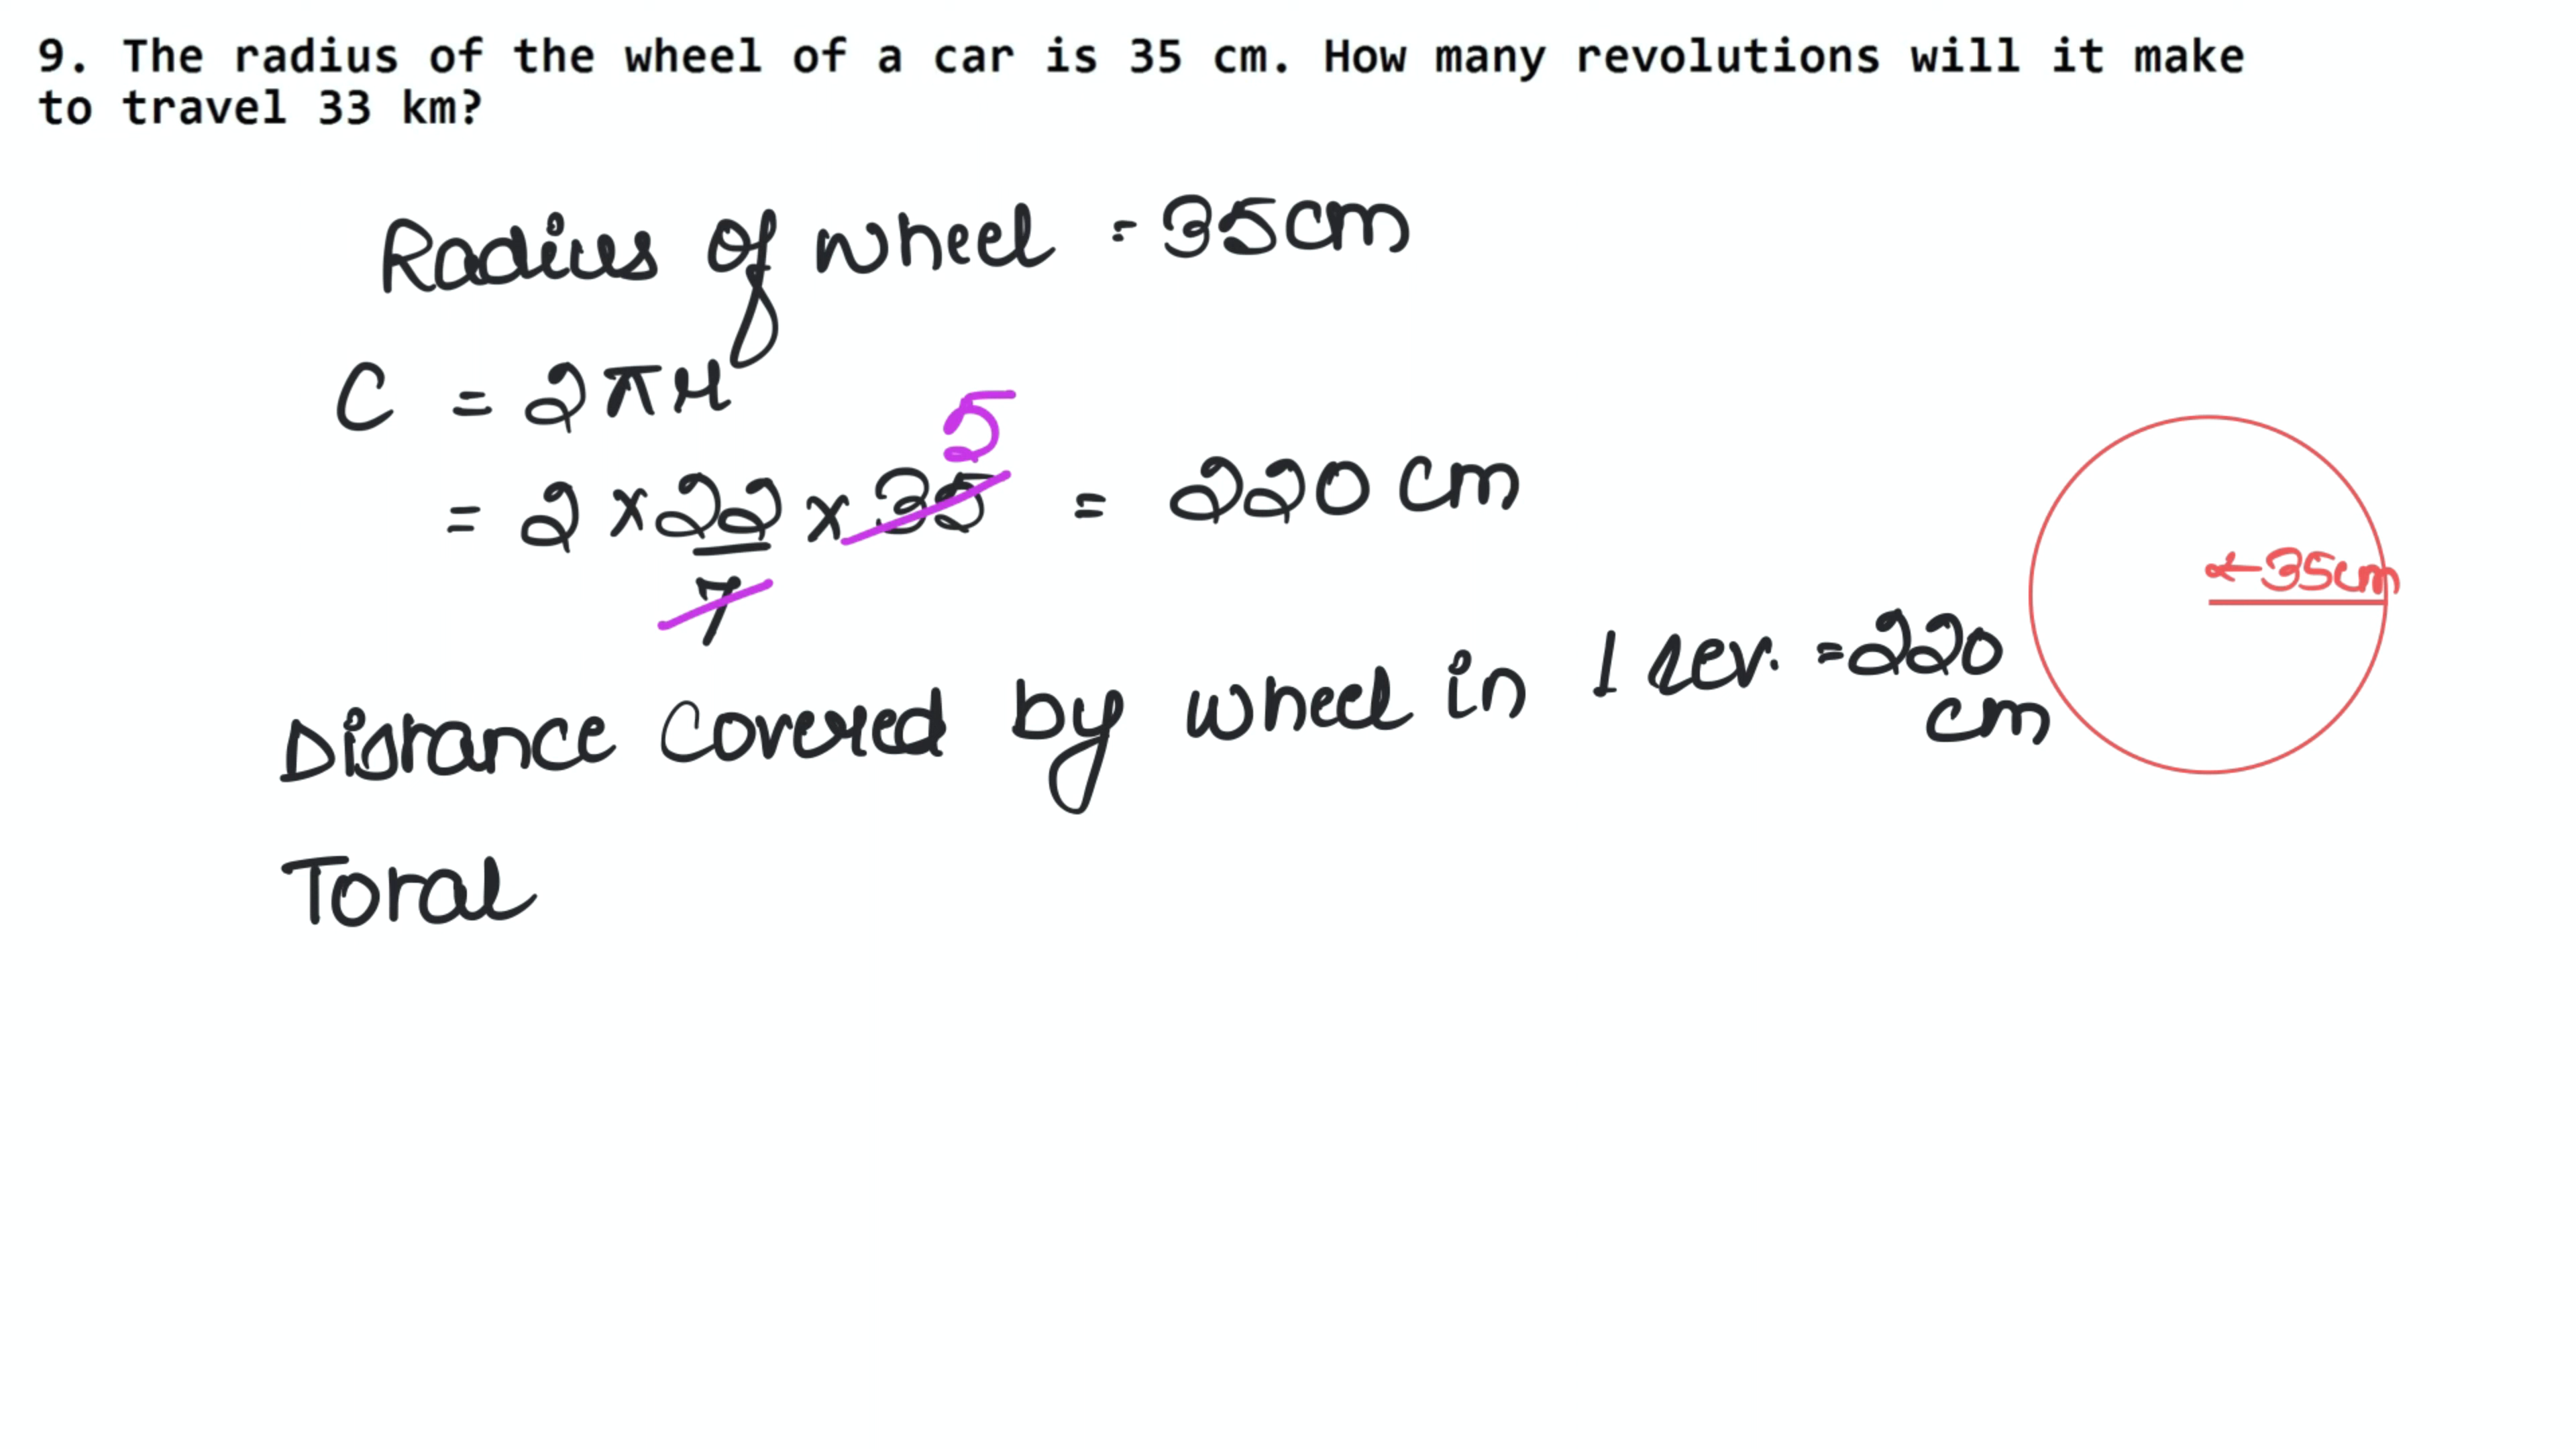 9. The radius of the wheel of a car is 35 cm. How many revolutions will it make
to travel 33 km?
Radius of wheel = 35cm
C = 2πr
5
= 2 × 22 × 35 = 220 cm
7
←35cm
Distance Covered by wheel in 1 rev. = 220
cm
Total